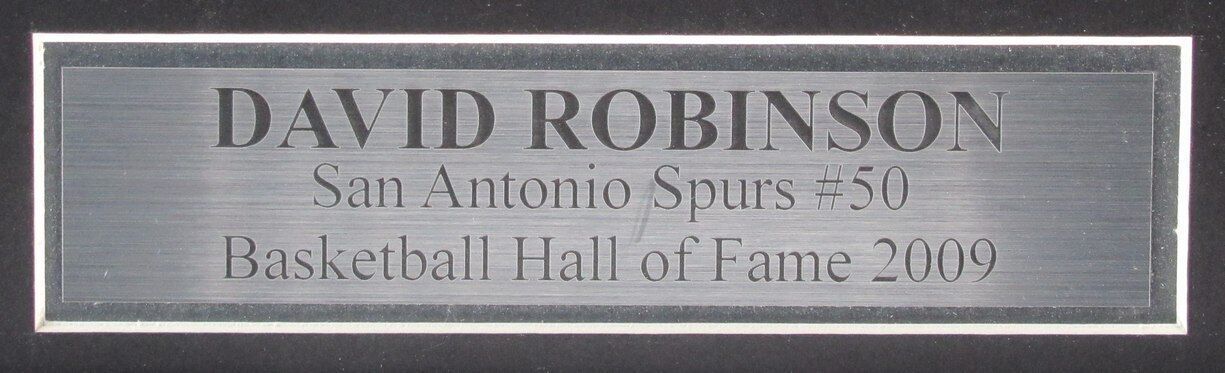 DAVID ROBINSON
San Antonio Spurs #50
Basketball Hall of Fame 2009